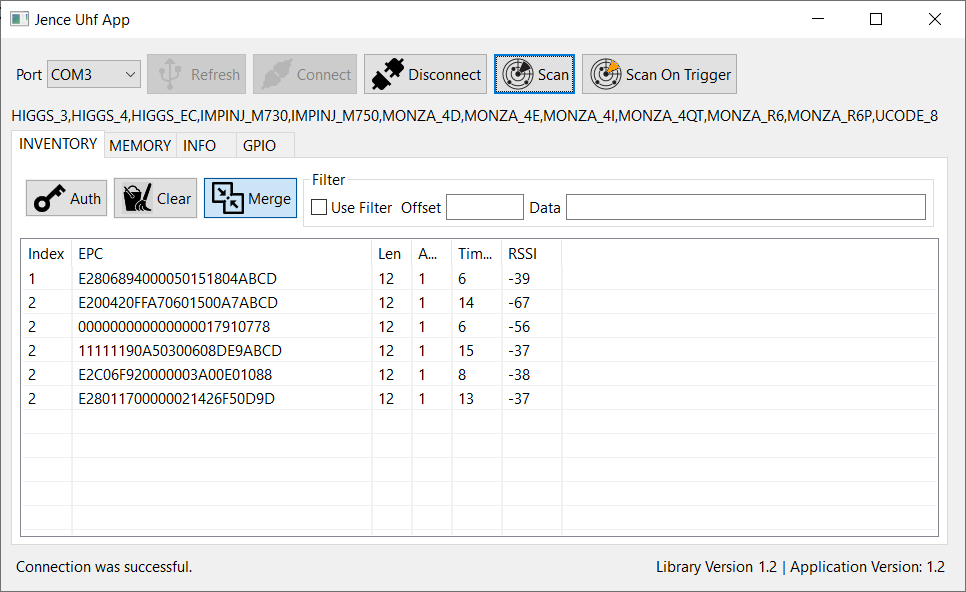 Jence Uhf App
Port COM3 Refresh Connect Disconnect Scan Scan On Trigger
HIGGS_3,HIGGS_4,HIGGS_EC,IMPINJ_M730,IMPINJ_M750,MONZA_4D,MONZA_4E,MONZA_4I,MONZA_4QT,MONZA_R6,MONZA_R6P,UCODE_8
INVENTORY MEMORY INFO GPIO
Filter
Auth Clear Merge Use Filter Offset Data
Index EPC Len A... Tim... RSSI
1 E2806894000050151804ABCD 12 1 6 -39
2 E200420FFA70601500A7ABCD 12 1 14 -67
2 000000000000000017910778 12 1 6 -56
2 11111190A50300608DE9ABCD 12 1 15 -37
2 E2C06F920000003A00E01088 12 1 8 -38
2 E28011700000021426F50D9D 12 1 13 -37
Connection was successful. Library Version 1.2 | Application Version: 1.2